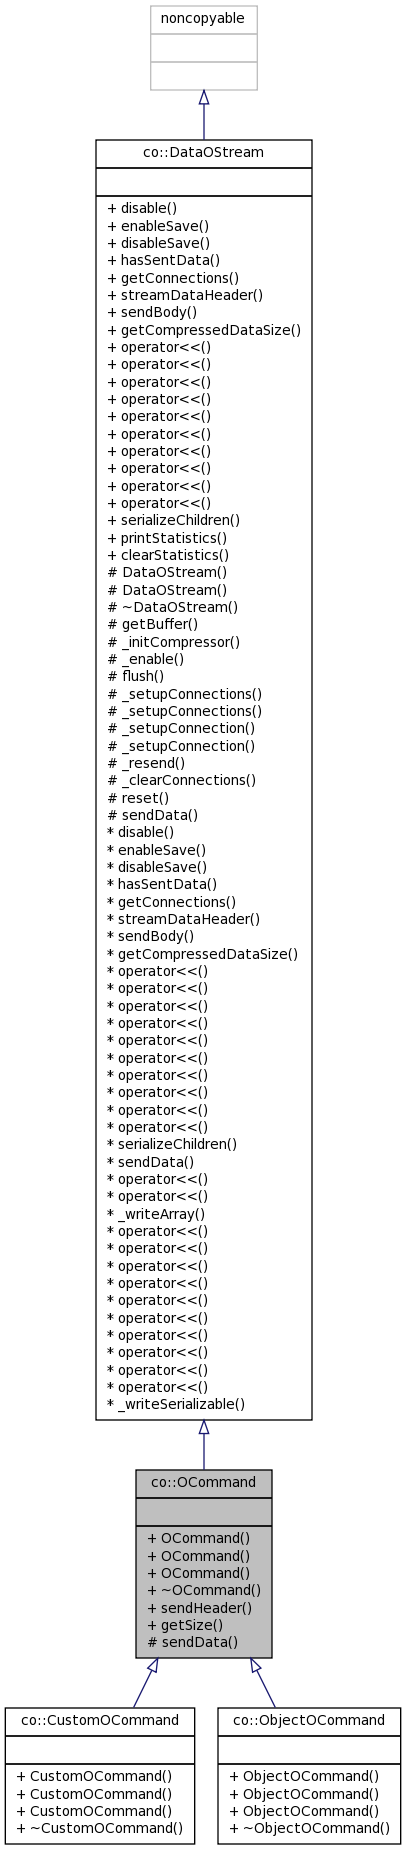 noncopyable
co::DataOStream
+ disable()
+ enableSave()
+ disableSave()
+ hasSentData()
+ getConnections()
+ streamDataHeader()
+ sendBody()
+ getCompressedDataSize()
+ operator<<()
+ operator<<()
+ operator<<()
+ operator<<()
+ operator<<()
+ operator<<()
+ operator<<()
+ operator<<()
+ operator<<()
+ operator<<()
+ serializeChildren()
+ printStatistics()
+ clearStatistics()
# DataOStream()
# DataOStream()
# ~DataOStream()
# getBuffer()
# _initCompressor()
# _enable()
# flush()
# _setupConnections()
# _setupConnections()
# _setupConnection()
# _setupConnection()
# _resend()
# _clearConnections()
# reset()
# sendData()
* disable()
* enableSave()
* disableSave()
* hasSentData()
* getConnections()
* streamDataHeader()
* sendBody()
* getCompressedDataSize()
* operator<<()
* operator<<()
* operator<<()
* operator<<()
* operator<<()
* operator<<()
* operator<<()
* operator<<()
* operator<<()
* operator<<()
* serializeChildren()
* sendData()
* operator<<()
* operator<<()
* _writeArray()
* operator<<()
* operator<<()
* operator<<()
* operator<<()
* operator<<()
* operator<<()
* operator<<()
* operator<<()
* operator<<()
* operator<<()
* _writeSerializable()
co::OCommand
+ OCommand()
+ OCommand()
+ OCommand()
+ ~OCommand()
+ sendHeader()
+ getSize()
# sendData()
co::CustomOCommand
+ CustomOCommand()
+ CustomOCommand()
+ CustomOCommand()
+ ~CustomOCommand()
co::ObjectOCommand
+ ObjectOCommand()
+ ObjectOCommand()
+ ObjectOCommand()
+ ~ObjectOCommand()